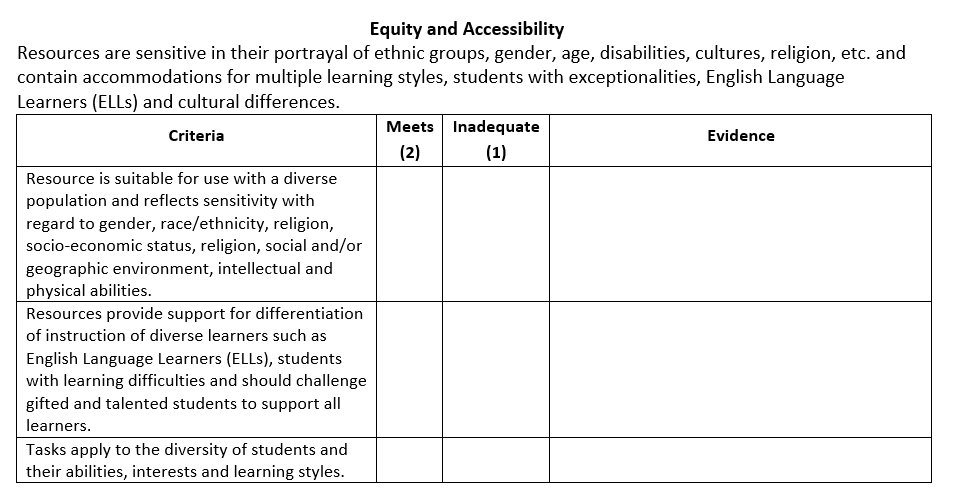 Equity and Accessibility
Resources are sensitive in their portrayal of ethnic groups, gender, age, disabilities, cultures, religion, etc. and
contain accommodations for multiple learning styles, students with exceptionalities, English Language
Learners (ELLs) and cultural differences.
Criteria
Meets
(2)
Inadequate
(1)
Evidence
Resource is suitable for use with a diverse
population and reflects sensitivity with
regard to gender, race/ethnicity, religion,
socio-economic status, religion, social and/or
geographic environment, intellectual and
physical abilities.
Resources provide support for differentiation
of instruction of diverse learners such as
English Language Learners (ELLs), students
with learning difficulties and should challenge
gifted and talented students to support all
learners.
Tasks apply to the diversity of students and
their abilities, interests and learning styles.